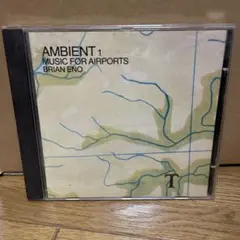 AMBIENT 1
MUSIC FOR AIRPORTS
BRIAN ENO
T